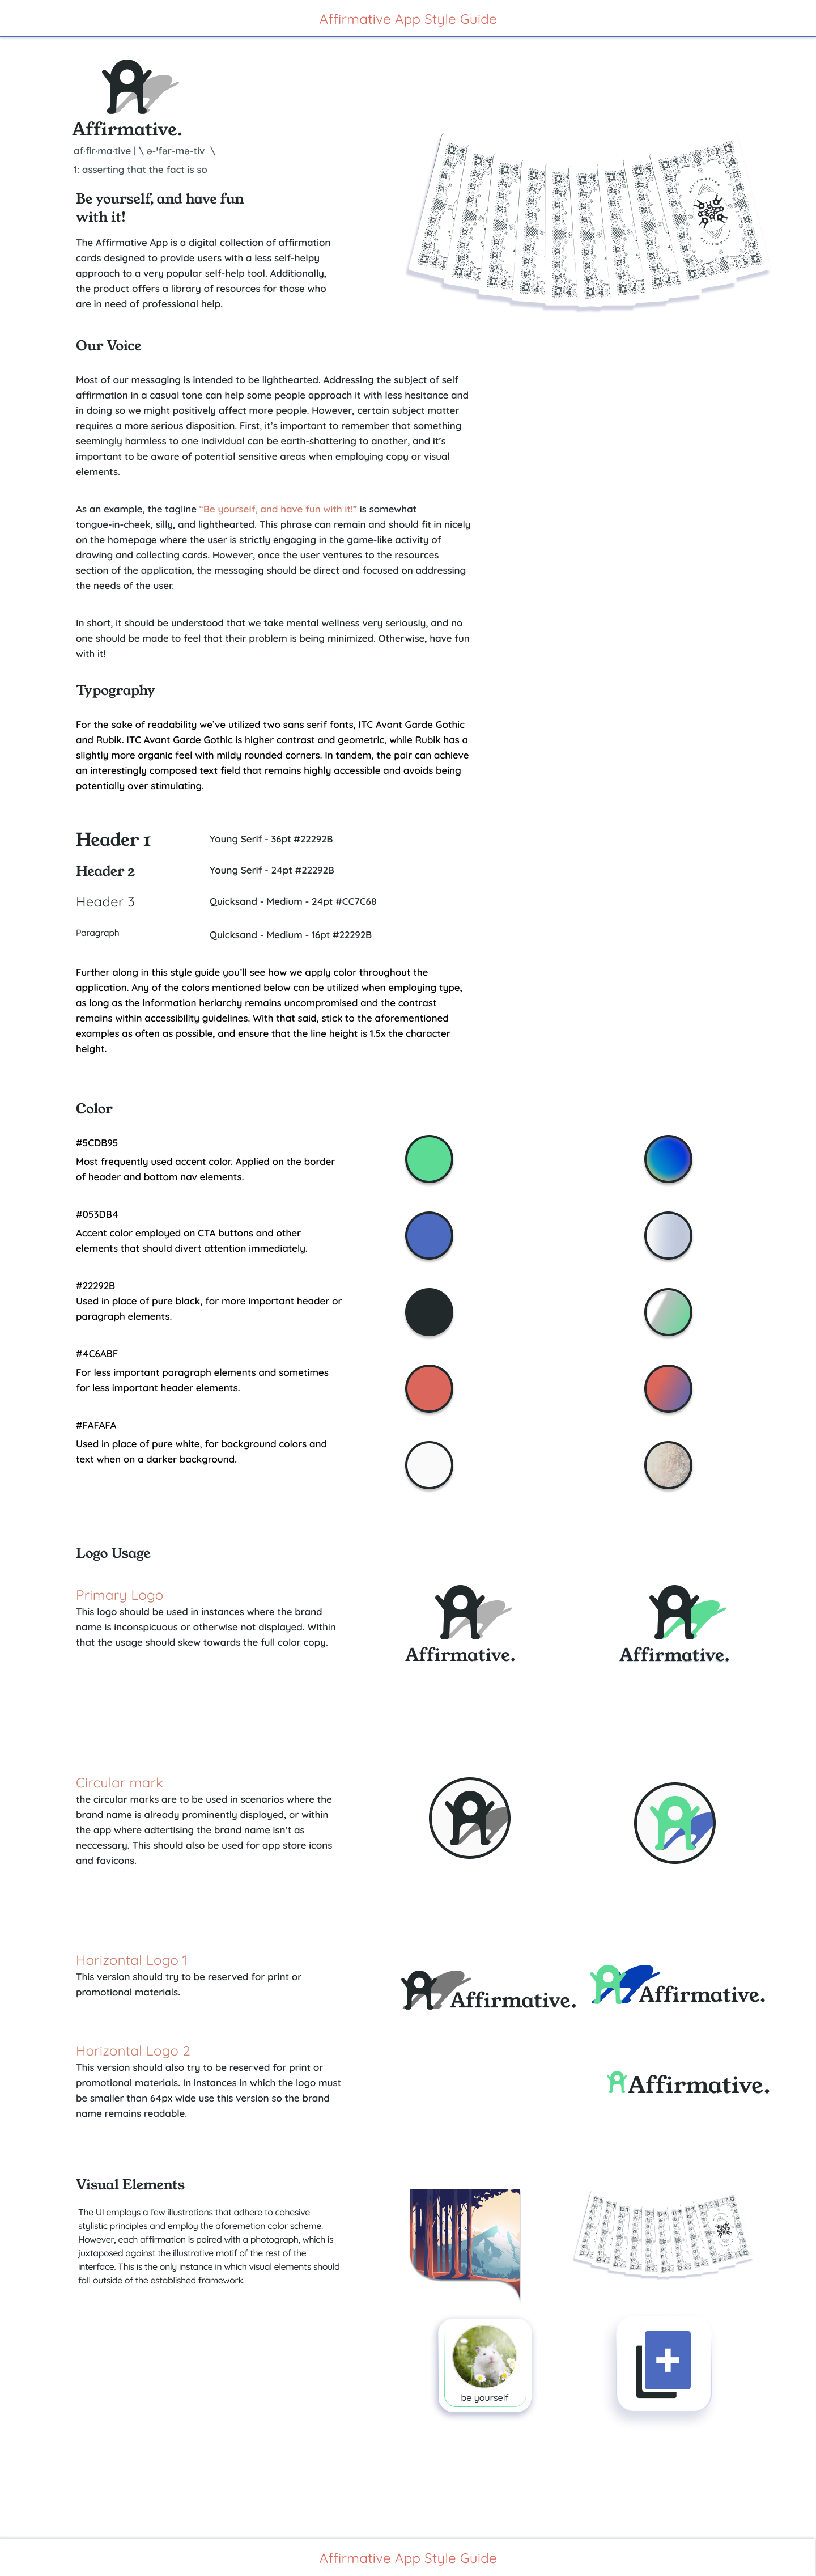 Affirmative App Style Guide
Affirmative.
af·fir·ma·tive | \ ə-ˈfər-mə-tiv \
1: asserting that the fact is so
Be yourself, and have fun
with it!
The Affirmative App is a digital collection of affirmation
cards designed to provide users with a less self-helpy
approach to a very popular self-help tool. Additionally,
the product offers a library of resources for those who
are in need of professional help.
Our Voice
Most of our messaging is intended to be lighthearted. Addressing the subject of self
affirmation in a casual tone can help some people approach it with less hesitance and
in doing so we might positively affect more people. However, certain subject matter
requires a more serious disposition. First, it's important to remember that something
seemingly harmless to one individual can be earth-shattering to another, and it's
important to be aware of potential sensitive areas when employing copy or visual
elements.
As an example, the tagline "Be yourself, and have fun with it!" is somewhat
tongue-in-cheek, silly, and lighthearted. This phrase can remain and should fit in nicely
on the homepage where the user is strictly engaging in the game-like activity of
drawing and collecting cards. However, once the user ventures to the resources
section of the application, the messaging should be direct and focused on addressing
the needs of the user.
In short, it should be understood that we take mental wellness very seriously, and no
one should be made to feel that their problem is being minimized. Otherwise, have fun
with it!
Typography
For the sake of readability we've utilized two sans serif fonts, ITC Avant Garde Gothic
and Rubik. ITC Avant Garde Gothic is higher contrast and geometric, while Rubik has a
slightly more organic feel with mildly rounded corners. In tandem, the pair can achieve
an interestingly composed text field that remains highly accessible and avoids being
potentially over stimulating.
Header 1
Young Serif - 36pt #22292B
Header 2
Young Serif - 24pt #22292B
Header 3
Quicksand - Medium - 24pt #CC7C68
Paragraph
Quicksand - Medium - 16pt #22292B
Further along in this style guide you'll see how we apply color throughout the
application. Any of the colors mentioned below can be utilized when employing type,
as long as the information heriarchy remains uncompromised and the contrast
remains within accessibility guidelines. With that said, stick to the aforementioned
examples as often as possible, and ensure that the line height is 1.5x the character
height.
Color
#5CDB95
Most frequently used accent color. Applied on the border
of header and bottom nav elements.
#053DB4
Accent color employed on CTA buttons and other
elements that should divert attention immediately.
#22292B
Used in place of pure black, for more important header or
paragraph elements.
#4C6ABF
For less important paragraph elements and sometimes
for less important header elements.
#FAFAFA
Used in place of pure white, for background colors and
text when on a darker background.
Logo Usage
Primary Logo
This logo should be used in instances where the brand
name is inconspicuous or otherwise not displayed. Within
that the usage should skew towards the full color copy.
Affirmative.
Affirmative.
Circular mark
the circular marks are to be used in scenarios where the
brand name is already prominently displayed, or within
the app where adtertising the brand name isn't as
neccessary. This should also be used for app store icons
and favicons.
Horizontal Logo 1
This version should try to be reserved for print or
promotional materials.
Affirmative.
Affirmative.
Horizontal Logo 2
This version should also try to be reserved for print or
promotional materials. In instances in which the logo must
be smaller than 64px wide use this version so the brand
name remains readable.
Affirmative.
Visual Elements
The UI employs a few illustrations that adhere to cohesive
stylistic principles and employ the aforemetion color scheme.
However, each affirmation is paired with a photograph, which is
juxtaposed against the illustrative motif of the rest of the
interface. This is the only instance in which visual elements should
fall outside of the established framework.
be yourself
Affirmative App Style Guide